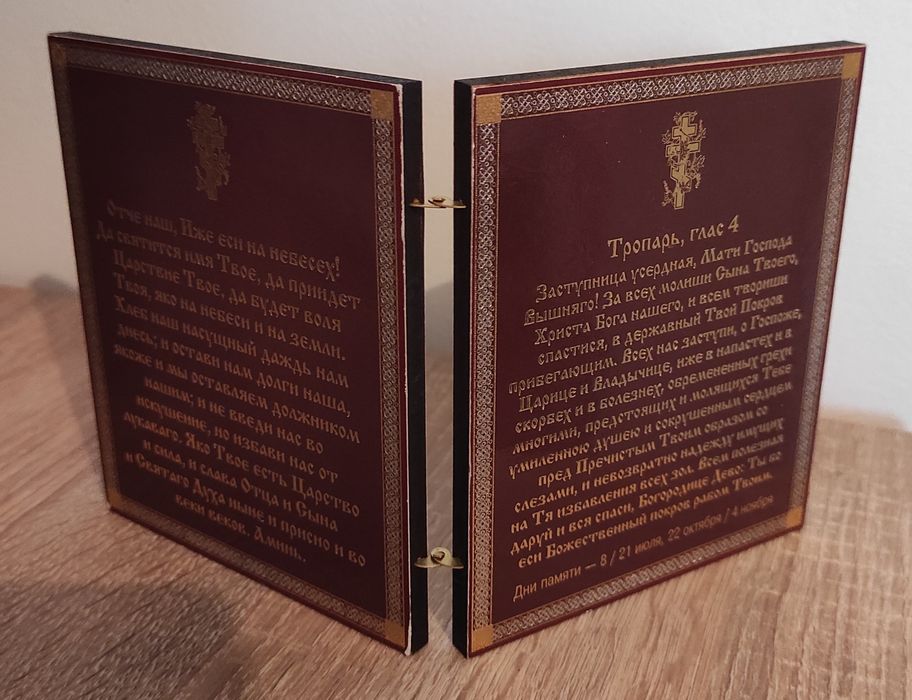 Отче наш, Иже еси на небесех!
Да святится имя Твое, да приидет
Царствие Твое, да будет воля
Твоя, яко на небеси и на земли.
Хлеб наш насущный даждь нам
днесь; и остави нам долги наша,
якоже и мы оставляем должником
нашим; и не введи нас во
искушение, но избави нас от
лукаваго. Яко Твое есть Царство
и сила, и слава Отца и Сына
и Святаго Духа ныне и присно и во
веки веков. Аминь.
Тропарь, глас 4
Заступница усердная, Мати Господа
Вышняго! За всех молиши Сына Твоего,
Христа Бога нашего, и всем твориши
спастися, в державный Твой Покров
прибегающим. Всех нас заступи, о Госпоже,
Царице и Владычице, иже в напастех и в
скорбех и в болезнех, обремененных грехи
многими, предстоящих и молящихся Тебе
умиленною душею и сокрушенным сердцем
пред Пречистым Твоим образом со
слезами, и невозвратно надежду имущих
на Тя избавления всех зол. Всем полезная
даруй и вся спаси, Богородице Дево: Ты бо
еси Божественный покров рабом Твоим.
Дни памяти — 8 / 21 июля, 22 октября / 4 ноября